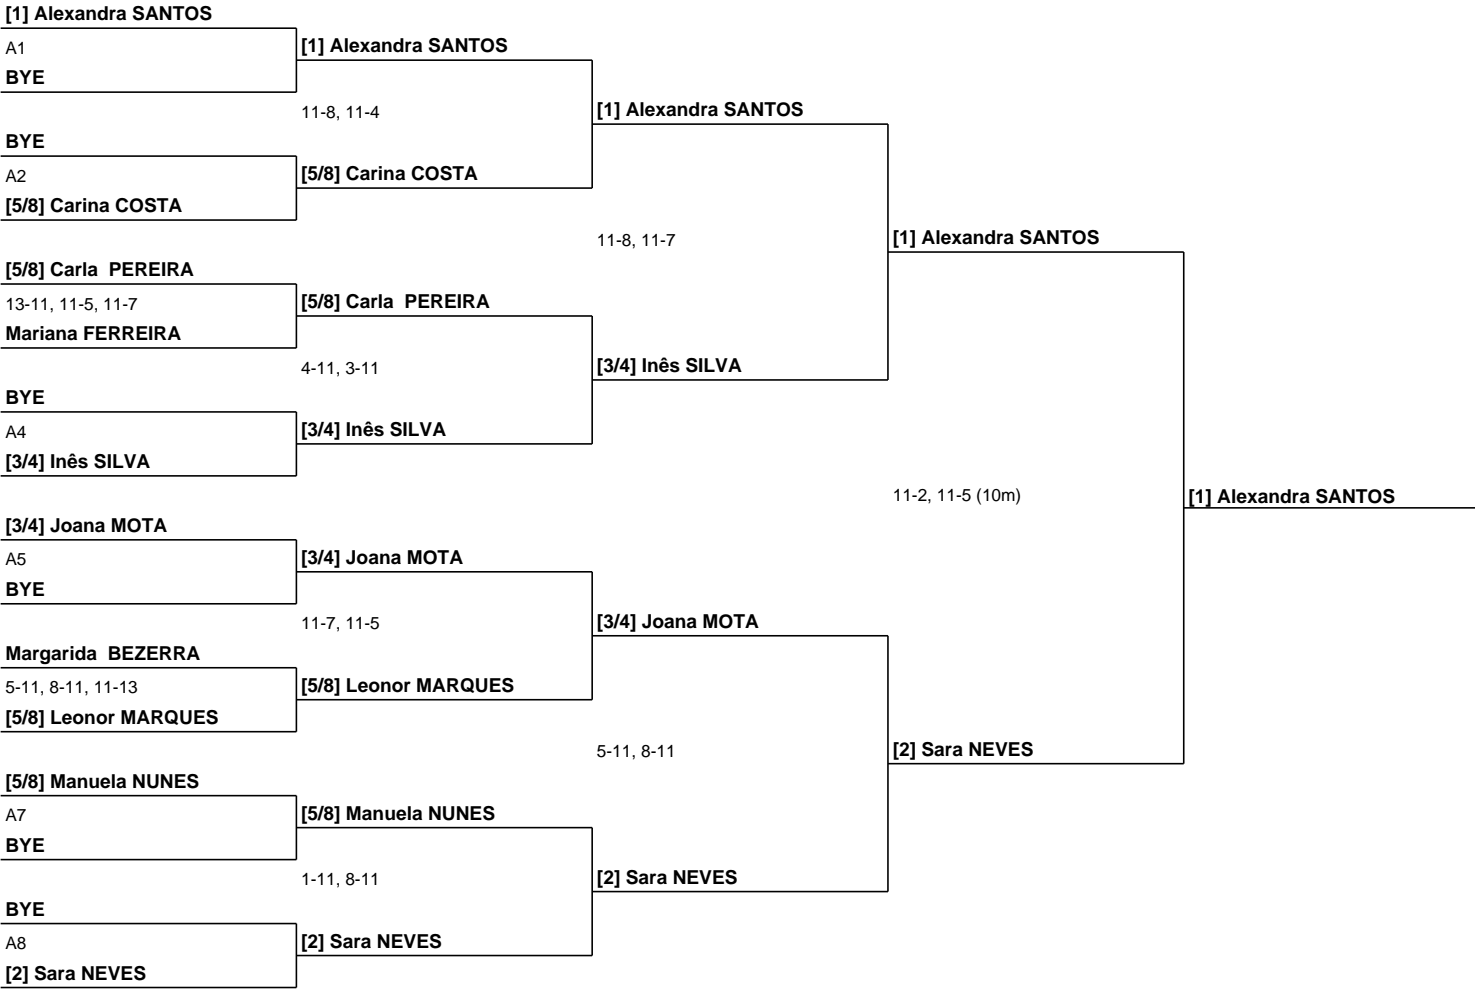 [1] Alexandra SANTOS
A1
BYE
BYE
A2
[5/8] Carina COSTA
[5/8] Carla  PEREIRA
13-11, 11-5, 11-7
Mariana FERREIRA
BYE
A4
[3/4] Inês SILVA
[3/4] Joana MOTA
A5
BYE
Margarida  BEZERRA
5-11, 8-11, 11-13
[5/8] Leonor MARQUES
[5/8] Manuela NUNES
A7
BYE
BYE
A8
[2] Sara NEVES
[1] Alexandra SANTOS
11-8, 11-4
[5/8] Carina COSTA
[5/8] Carla  PEREIRA
4-11, 3-11
[3/4] Inês SILVA
[3/4] Joana MOTA
11-7, 11-5
[5/8] Leonor MARQUES
[5/8] Manuela NUNES
1-11, 8-11
[2] Sara NEVES
[1] Alexandra SANTOS
11-8, 11-7
[3/4] Inês SILVA
[3/4] Joana MOTA
5-11, 8-11
[2] Sara NEVES
[1] Alexandra SANTOS
11-2, 11-5 (10m)
[2] Sara NEVES
[1] Alexandra SANTOS